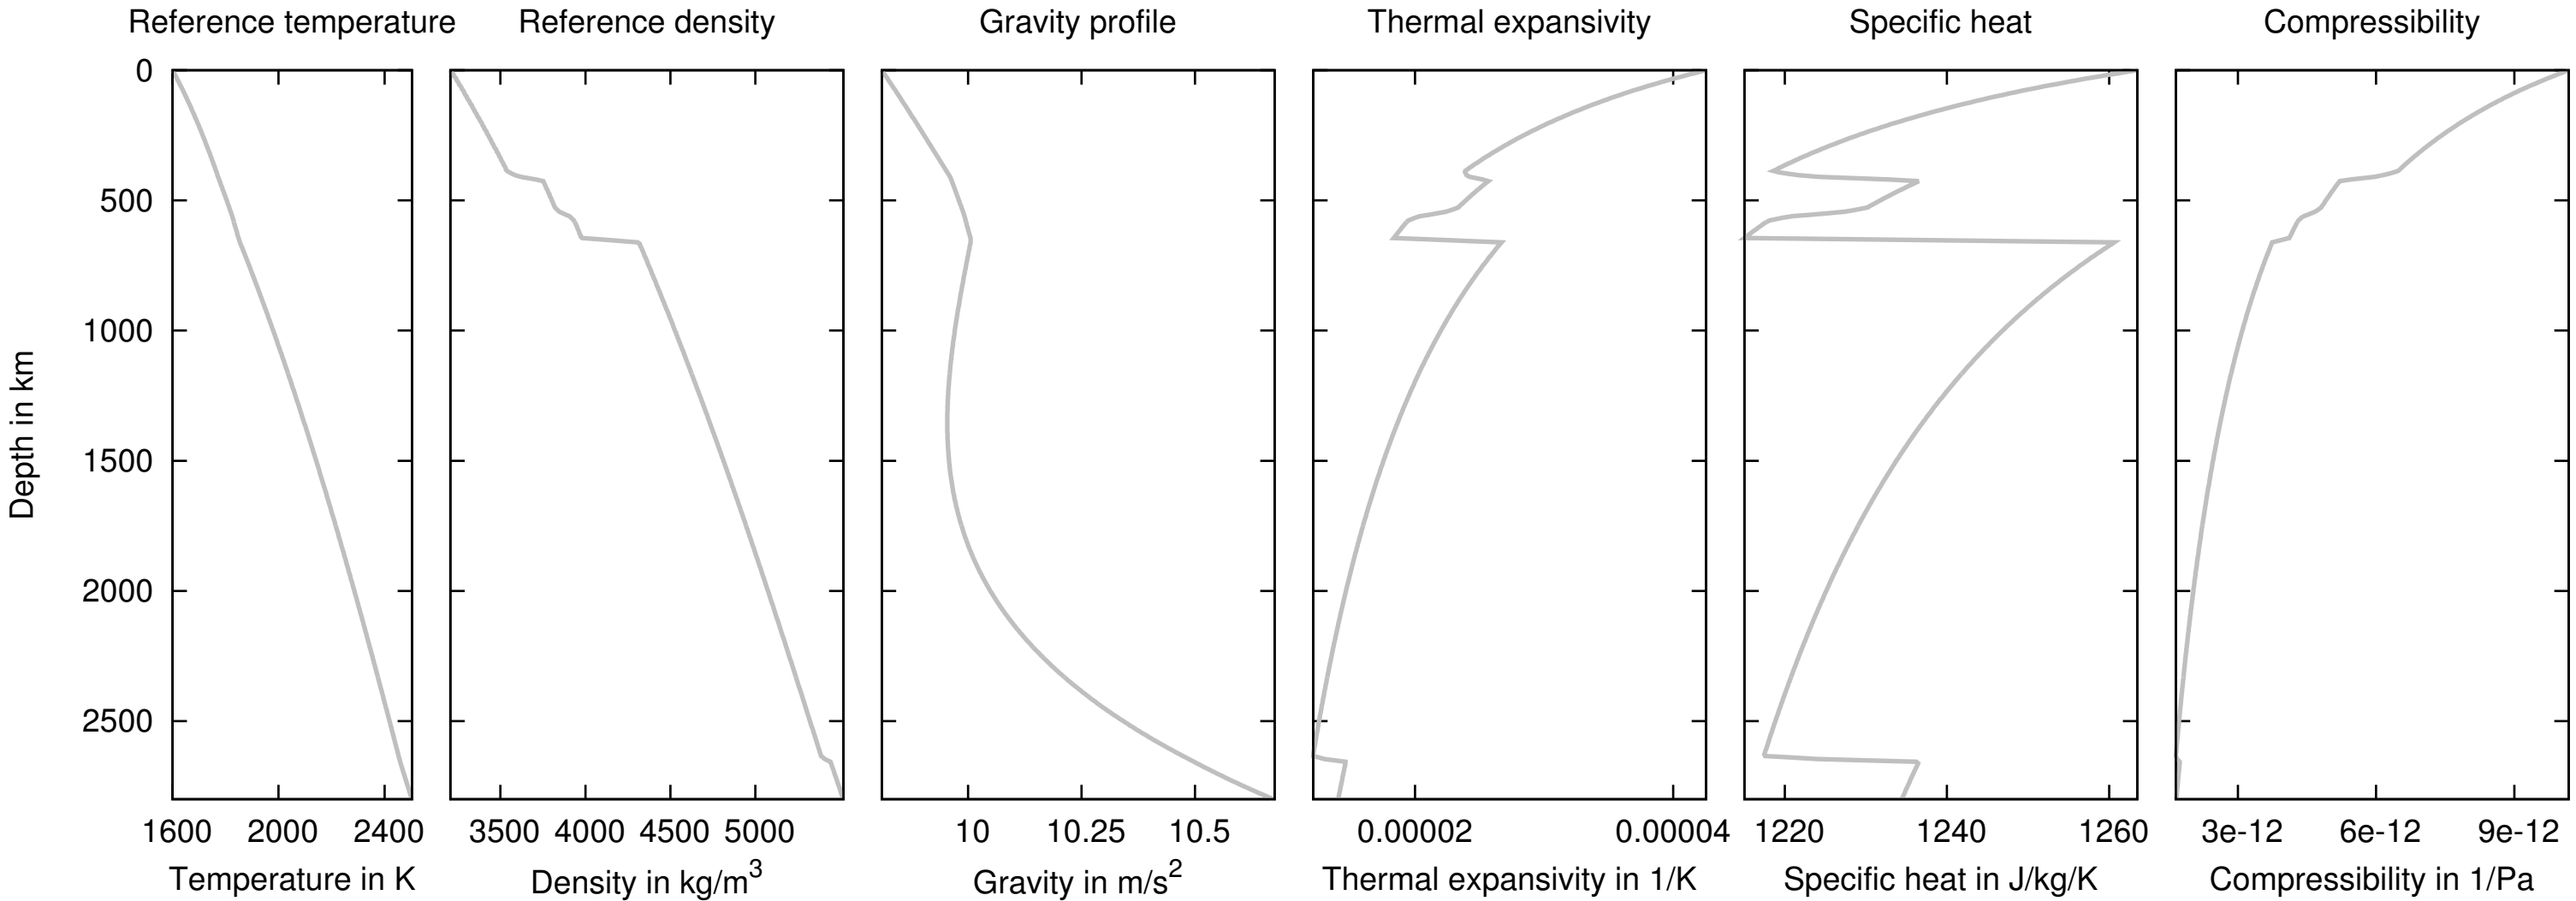 Reference temperature Reference density Gravity profile Thermal expansivity Specific heat Compressibility
0
500
1000
1500
2000
2500
Depth in km
1600 2000 2400 3500 4000 4500 5000 10 10.25 10.5 0.00002 0.00004 1220 1240 1260 3e-12 6e-12 9e-12
Temperature in K Density in kg/m³ Gravity in m/s² Thermal expansivity in 1/K Specific heat in J/kg/K Compressibility in 1/Pa